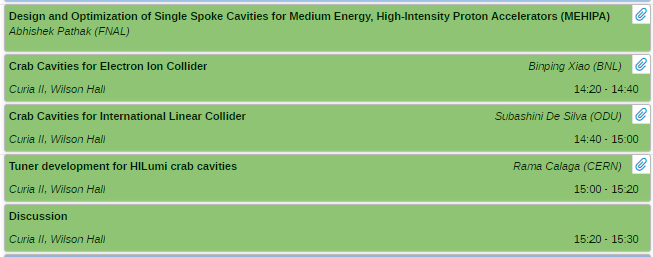 Design and Optimization of Single Spoke Cavities for Medium Energy, High-Intensity Proton Accelerators (MEHIPA)
Abhishek Pathak (FNAL)
Crab Cavities for Electron Ion Collider Binping Xiao (BNL)
Curia II, Wilson Hall 14:20 - 14:40
Crab Cavities for International Linear Collider Subashini De Silva (ODU)
Curia II, Wilson Hall 14:40 - 15:00
Tuner development for HILumi crab cavities Rama Calaga (CERN)
Curia II, Wilson Hall 15:00 - 15:20
Discussion
Curia II, Wilson Hall 15:20 - 15:30